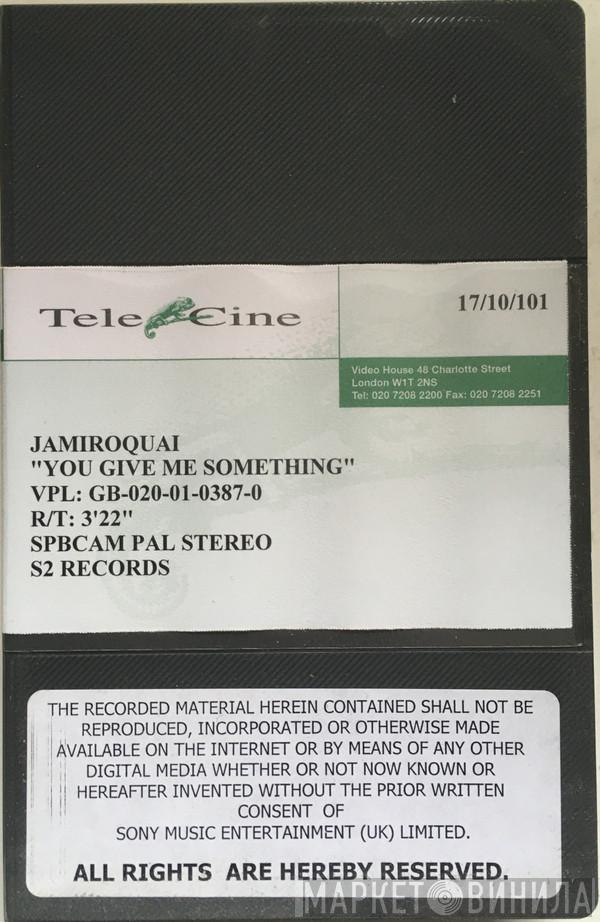 Tele Cine
17/10/101
Video House 48 Charlotte Street
London W1T 2NS
Tel: 020 7208 2200 Fax: 020 7208 2251
JAMIROQUAI
"YOU GIVE ME SOMETHING"
VPL: GB-020-01-0387-0
R/T: 3'22"
SPBCAM PAL STEREO
S2 RECORDS
THE RECORDED MATERIAL HEREIN CONTAINED SHALL NOT BE
REPRODUCED, INCORPORATED OR OTHERWISE MADE
AVAILABLE ON THE INTERNET OR BY MEANS OF ANY OTHER
DIGITAL MEDIA WHETHER OR NOT NOW KNOWN OR
HEREAFTER INVENTED WITHOUT THE PRIOR WRITTEN
CONSENT OF
SONY MUSIC ENTERTAINMENT (UK) LIMITED.
ALL RIGHTS ARE HEREBY RESERVED.
МАРКЕТ ВИНИЛА